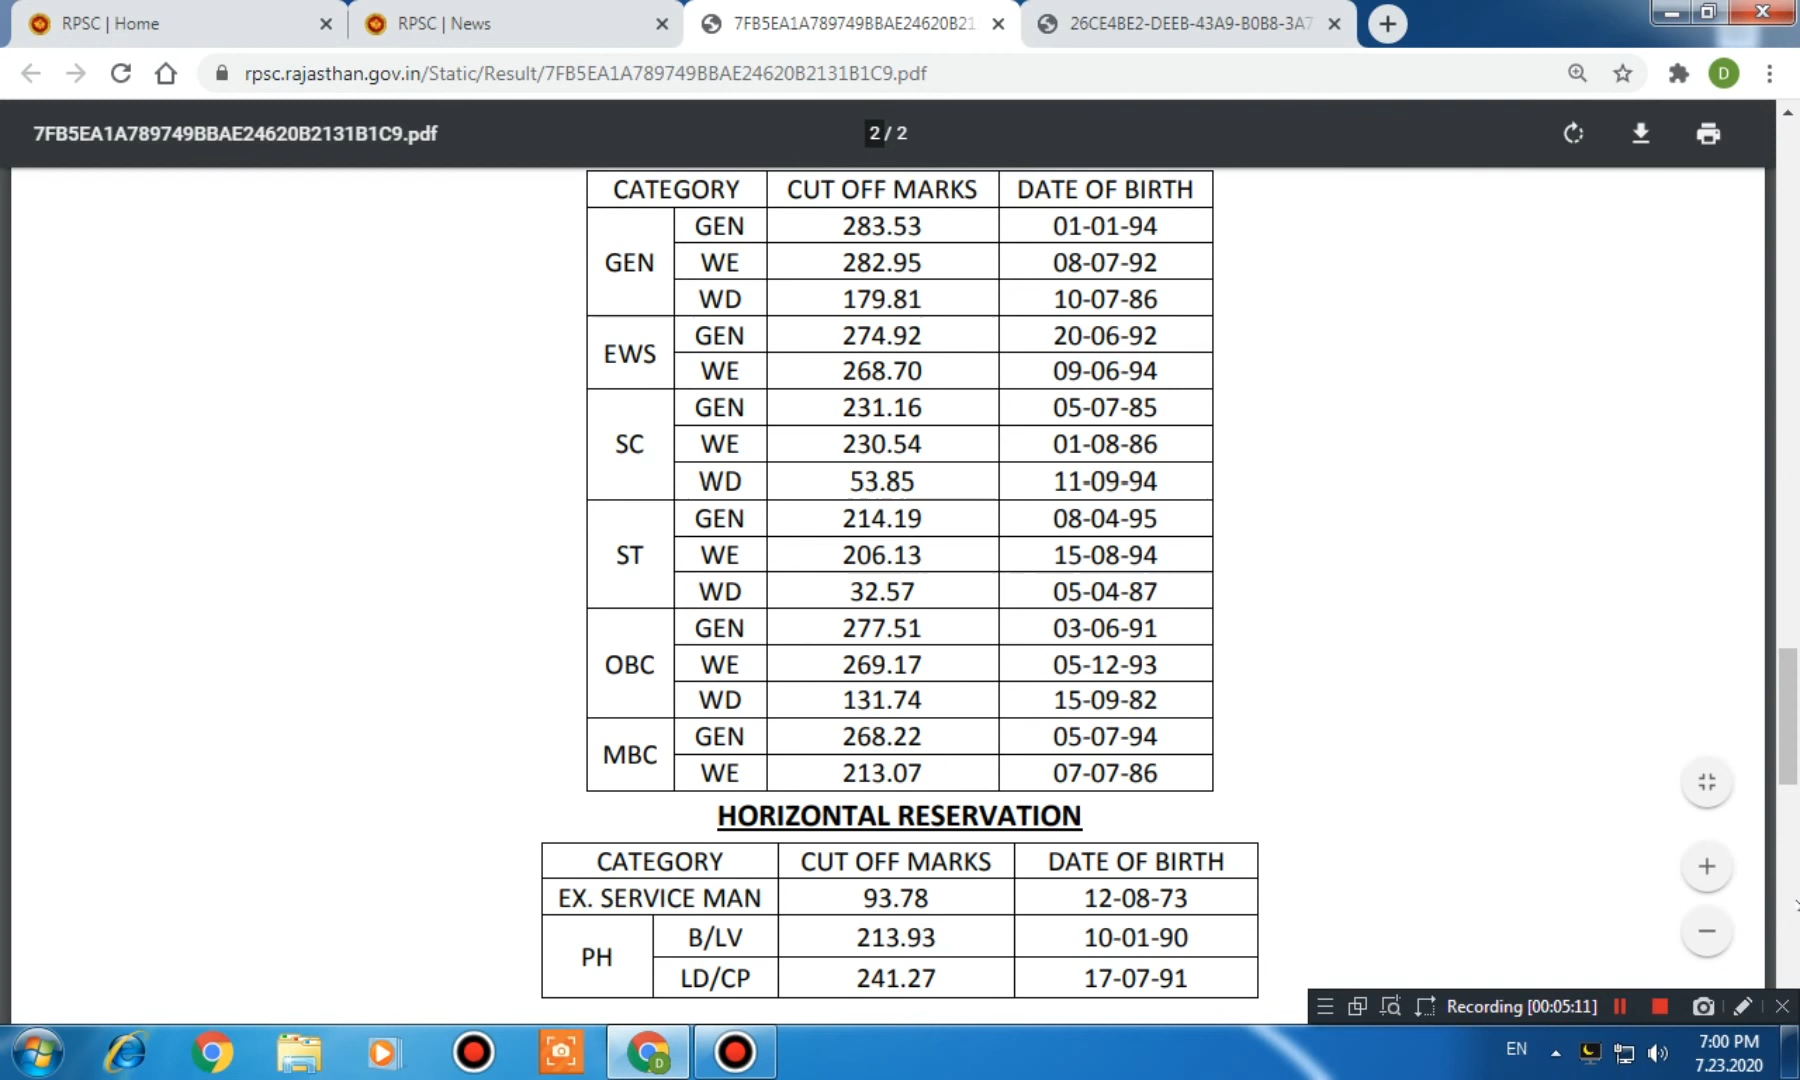 RPSC | Home
RPSC | News
7FB5EA1A789749BBAE24620B21
26CE4BE2-DEEB-43A9-B0B8-3A7
rpsc.rajasthan.gov.in/Static/Result/7FB5EA1A789749BBAE24620B2131B1C9.pdf
D
7FB5EA1A789749BBAE24620B2131B1C9.pdf
2 / 2
CATEGORY CUT OFF MARKS DATE OF BIRTH
GEN GEN 283.53 01-01-94
WE 282.95 08-07-92
WD 179.81 10-07-86
EWS GEN 274.92 20-06-92
WE 268.70 09-06-94
SC GEN 231.16 05-07-85
WE 230.54 01-08-86
WD 53.85 11-09-94
ST GEN 214.19 08-04-95
WE 206.13 15-08-94
WD 32.57 05-04-87
OBC GEN 277.51 03-06-91
WE 269.17 05-12-93
WD 131.74 15-09-82
MBC GEN 268.22 05-07-94
WE 213.07 07-07-86
HORIZONTAL RESERVATION
CATEGORY CUT OFF MARKS DATE OF BIRTH
EX. SERVICE MAN 93.78 12-08-73
PH B/LV 213.93 10-01-90
LD/CP 241.27 17-07-91
Recording [00:05:11]
D
EN
7:00 PM
7.23.2020